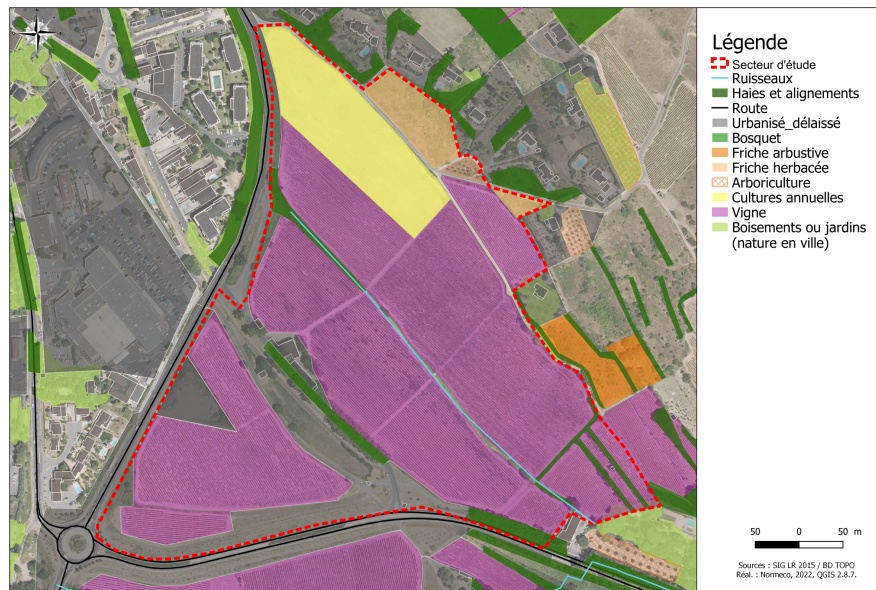 Légende
Secteur d'étude
Ruisseaux
Haies et alignements
Route
Urbanisé_délaissé
Bosquet
Friche arbustive
Friche herbacée
Arboriculture
Cultures annuelles
Vigne
Boisements ou jardins
(nature en ville)
50 0 50 m
Sources : SIG LR 2015 / BD TOPO
Réal. : Normeco, 2022, QGIS 2.8.7.